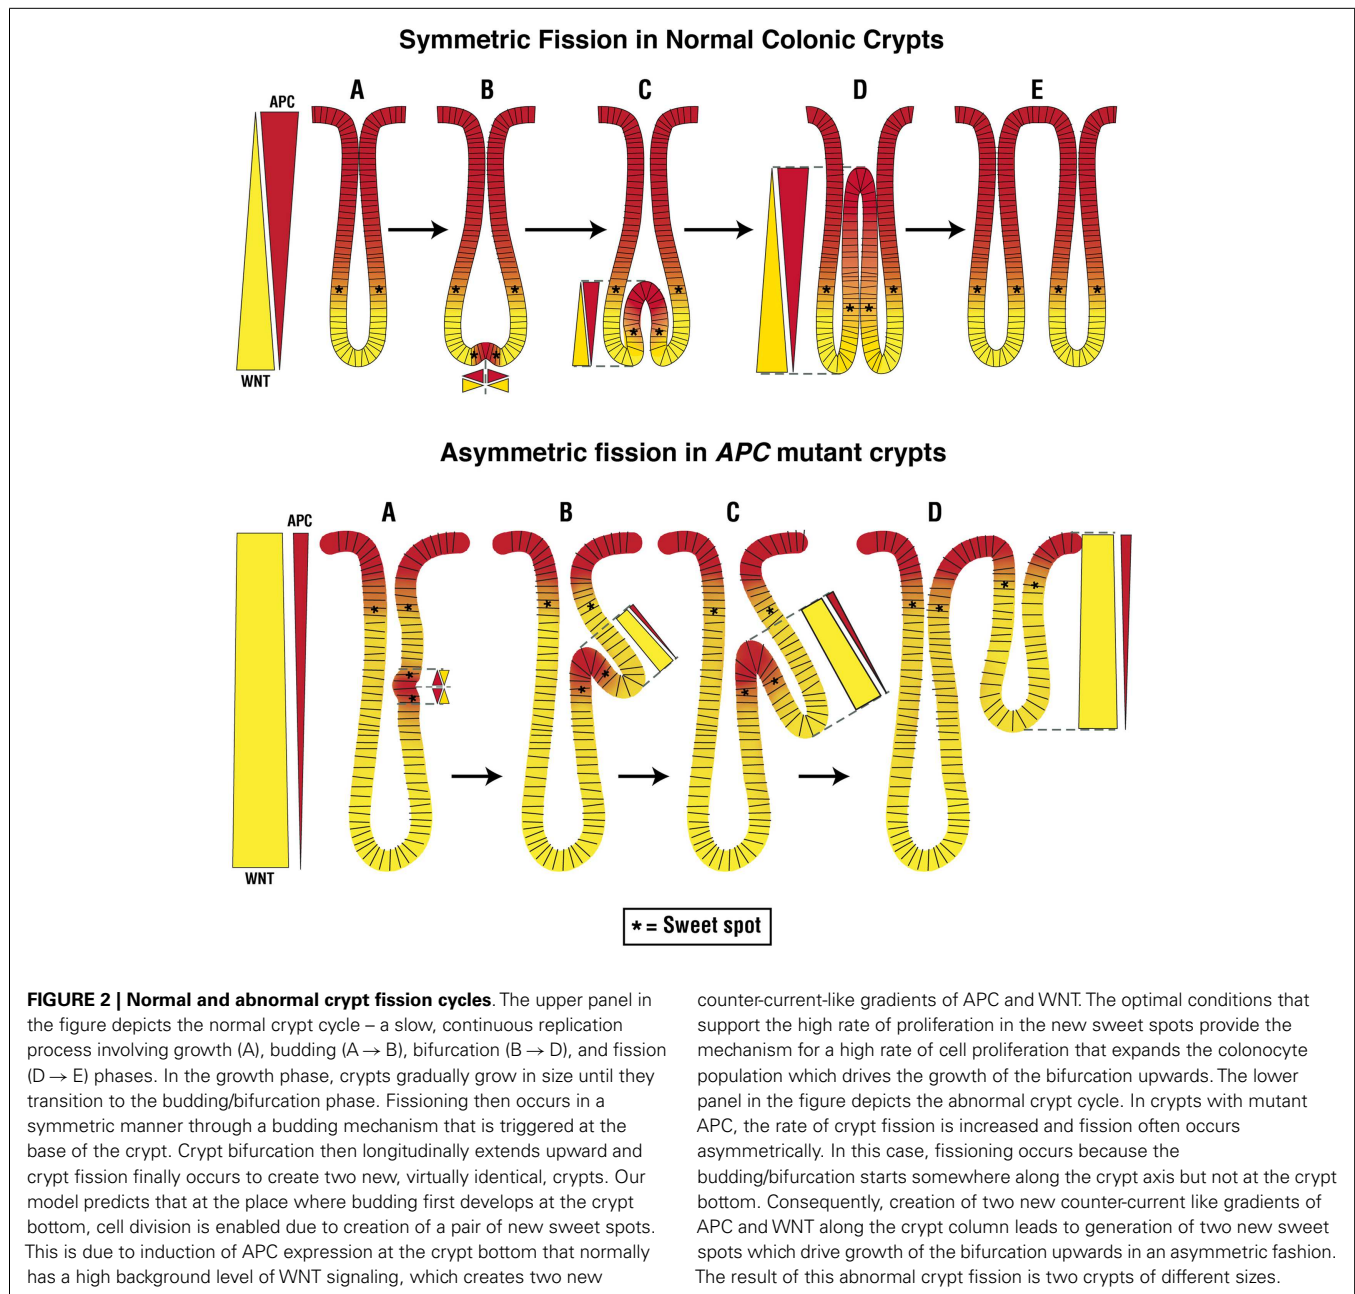 Symmetric Fission in Normal Colonic Crypts
A B C D E
APC
WNT
* * * * * * * * * * * * * * * * * *
Asymmetric fission in APC mutant crypts
A B C D
APC
WNT
* * * * * * * * * * * * * * * *
* = Sweet spot
FIGURE 2 | Normal and abnormal crypt fission cycles. The upper panel in
the figure depicts the normal crypt cycle – a slow, continuous replication
process involving growth (A), budding (A → B), bifurcation (B → D), and fission
(D → E) phases. In the growth phase, crypts gradually grow in size until they
transition to the budding/bifurcation phase. Fissioning then occurs in a
symmetric manner through a budding mechanism that is triggered at the
base of the crypt. Crypt bifurcation then longitudinally extends upward and
crypt fission finally occurs to create two new, virtually identical, crypts. Our
model predicts that at the place where budding first develops at the crypt
bottom, cell division is enabled due to creation of a pair of new sweet spots.
This is due to induction of APC expression at the crypt bottom that normally
has a high background level of WNT signaling, which creates two new
counter-current-like gradients of APC and WNT. The optimal conditions that
support the high rate of proliferation in the new sweet spots provide the
mechanism for a high rate of cell proliferation that expands the colonocyte
population which drives the growth of the bifurcation upwards. The lower
panel in the figure depicts the abnormal crypt cycle. In crypts with mutant
APC, the rate of crypt fission is increased and fission often occurs
asymmetrically. In this case, fissioning occurs because the
budding/bifurcation starts somewhere along the crypt axis but not at the crypt
bottom. Consequently, creation of two new counter-current like gradients of
APC and WNT along the crypt column leads to generation of two new sweet
spots which drive growth of the bifurcation upwards in an asymmetric fashion.
The result of this abnormal crypt fission is two crypts of different sizes.